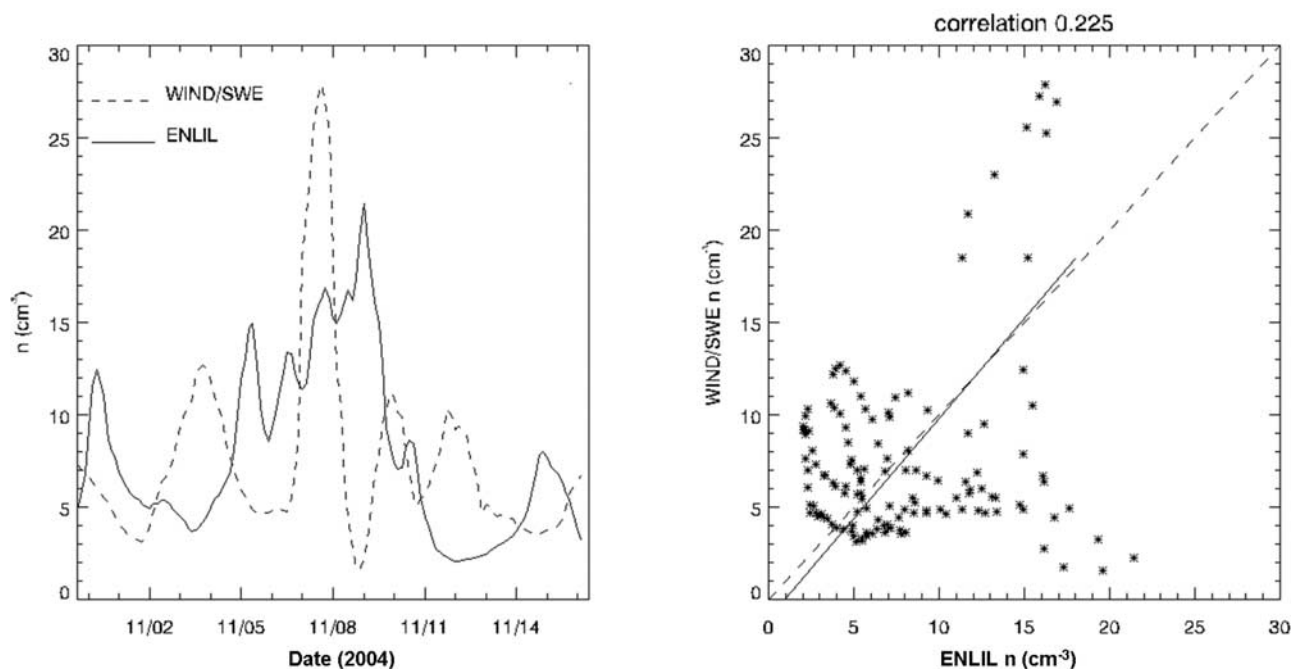 correlation 0.225
30
25
20
15
10
5
0
n (cm⁻³)
WIND/SWE
ENLIL
11/02 11/05 11/08 11/11 11/14
Date (2004)
30
25
20
15
10
5
0
WIND/SWE n (cm⁻³)
0 5 10 15 20 25 30
ENLIL n (cm⁻³)